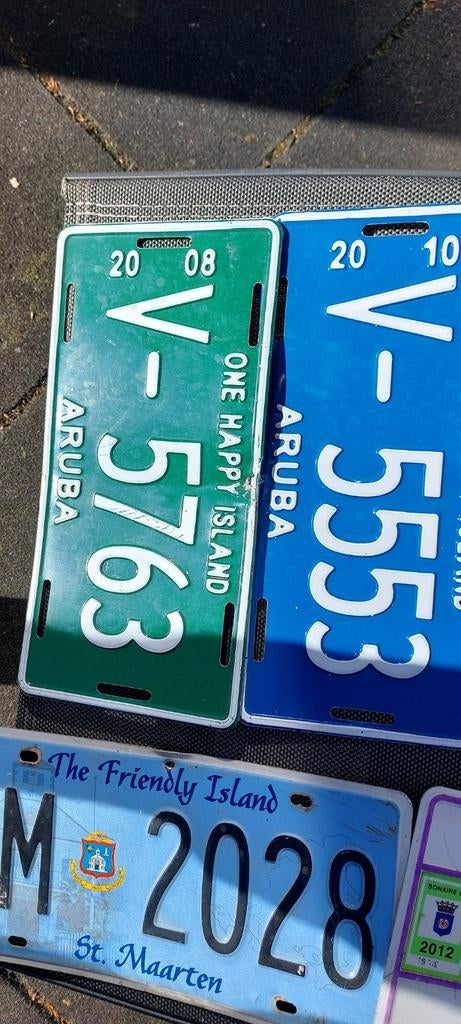 20 08
ONE HAPPY ISLAND
V-5763
ARUBA
20 10
V-5553
ARUBA
The Friendly Island
M 2028
St. Maarten
BONAIRE
2012